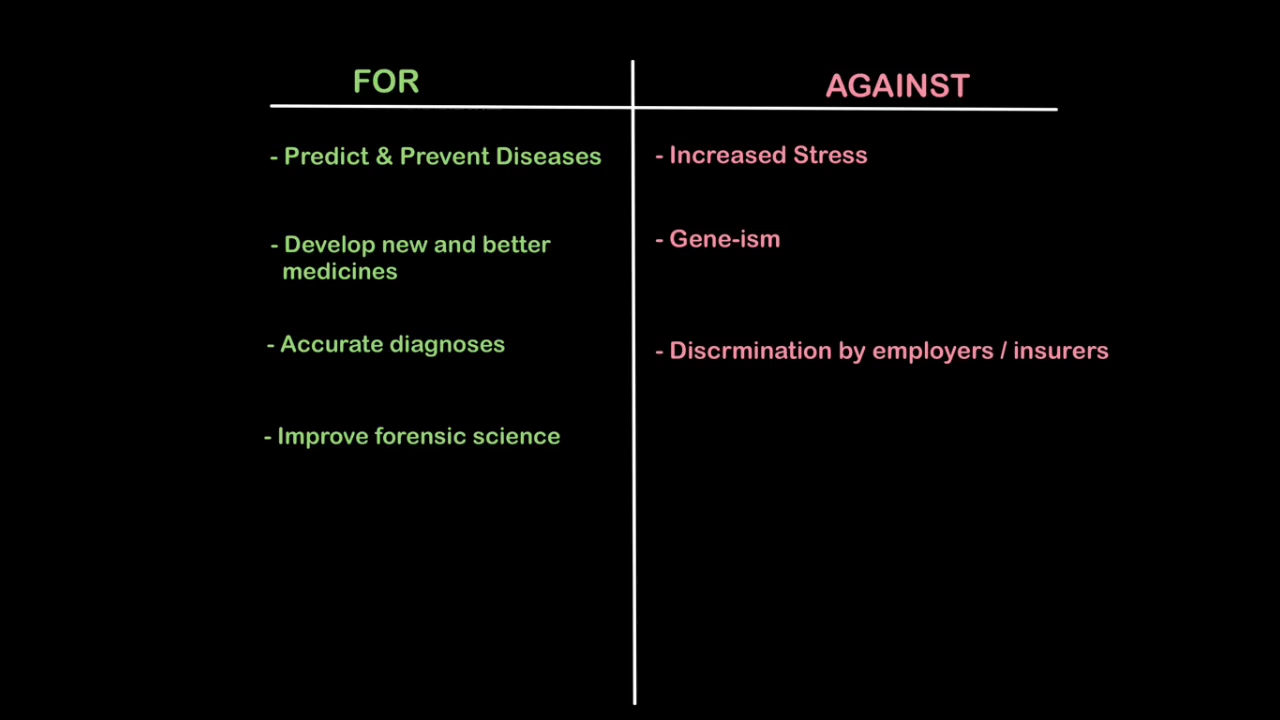 FOR
AGAINST
- Predict & Prevent Diseases
- Develop new and better
medicines
- Accurate diagnoses
- Improve forensic science
- Increased Stress
- Gene-ism
- Discrmination by employers / insurers